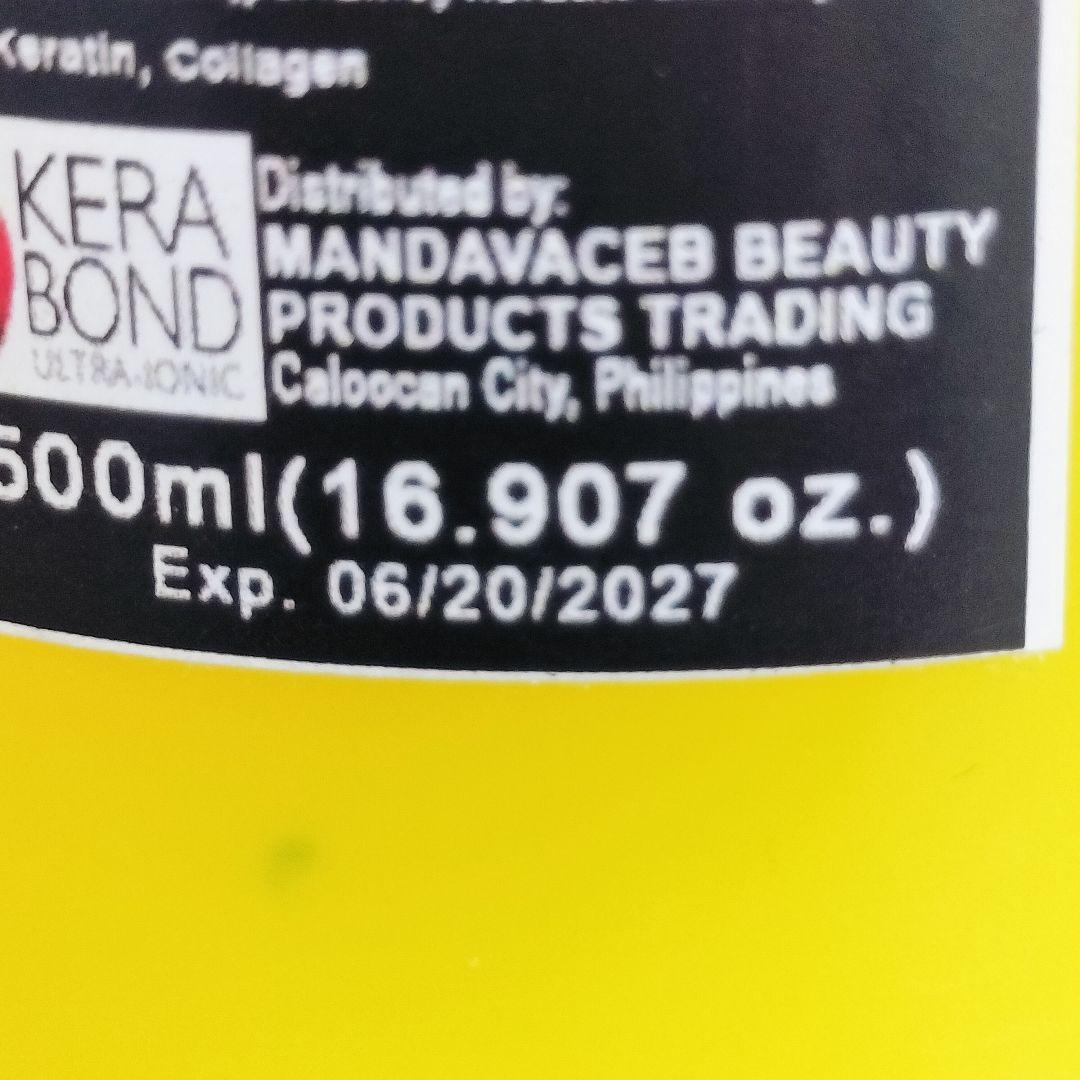 Keratin, Collagen
KERA
BOND
ULTRA-IONIC
Distributed by:
MANDAVACEB BEAUTY
PRODUCTS TRADING
Caloocan City, Philippines
500ml(16.907 oz.)
Exp. 06/20/2027